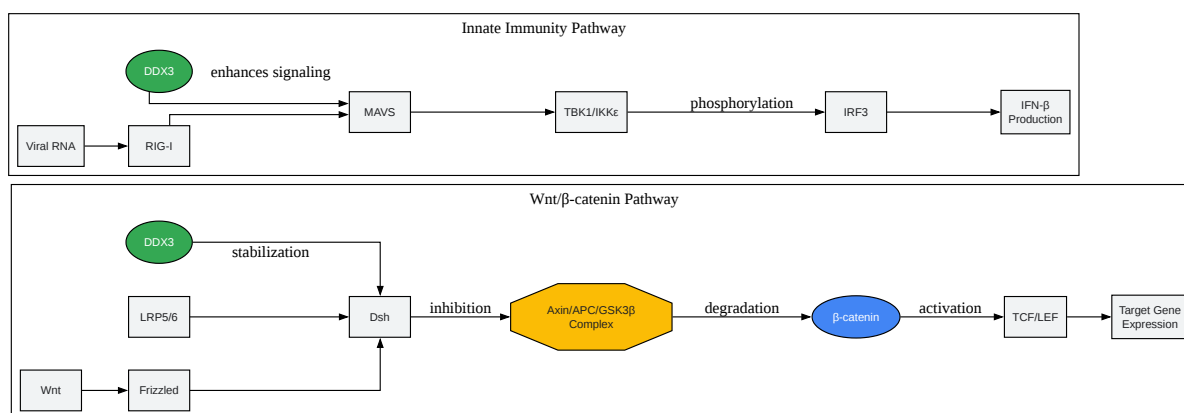 Innate Immunity Pathway
DDX3
enhances signaling
MAVS
TBK1/IKKε
phosphorylation
IRF3
IFN-β
Production
Viral RNA
RIG-I
Wnt/β-catenin Pathway
DDX3
stabilization
LRP5/6
Dsh
inhibition
Axin/APC/GSK3β
Complex
degradation
β-catenin
activation
TCF/LEF
Target Gene
Expression
Wnt
Frizzled